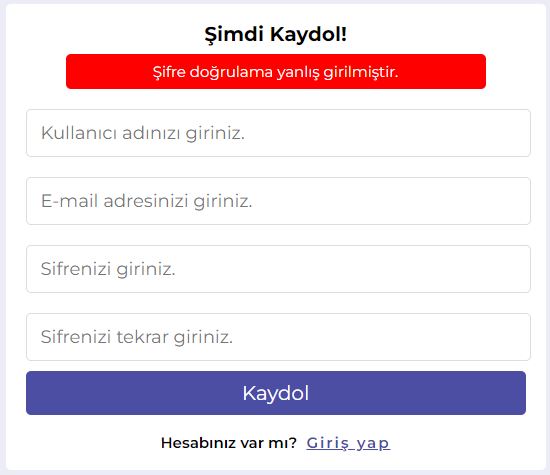 Şimdi Kaydol!
Şifre doğrulama yanlış girilmiştir.
Kullanıcı adınızı giriniz.
E-mail adresinizi giriniz.
Sifrenizi giriniz.
Sifrenizi tekrar giriniz.
Kaydol
Hesabınız var mı? Giriş yap